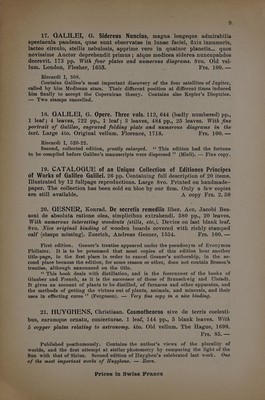 9
17. GALILEI, G. Siderous Nuncius, magna longeque admirabilia
spectacula pandens, quae sunt observatae in lunae facie, fixis innumeris,
lacteo circulo, stellis nebulosis, apprime vero in quatuor planetis... quos
novissime Auctor deprehendit primus; atque medicea sidera nuncupandos
decrevit. 173 pp. With four plates and numerous diagrams. 8vo. Old vel-
lum. London, Flesher, 1653. Frs. 100. —
Riccardi I, 508.
Contains Galilei's most important discovery of the four satellites of Jupiter,
called by him Medicean stars. Their different position at different times induced
him finally to accept the Copernican theory. Contains also Kepler's Dioptrice.
— Two stamps cancelled.
18. GALILEI, G. Opere. Three vols. 112, 644 (badly numbered) pp.,
1 leaf; 4 leaves, 722 pp., 1 leaf; 3 leaves, 484 pp., 25 leaves. With fine
portrait of Galilei, engraved folding plate and numerous diagrams in the
text. Large 4to. Original vellum. Florence, 1718. Frs. 100. —
Riccardi I, 520-22.
Second, collected edition, greatly enlarged. " This edition had the fortune
to be compiled before Galilei's manuscripts were dispersed " (Mieli). — Fine copy.
19. CATALOGUE of an Unique Collection of Editiones Principes
of Works of Galileo Galilei. 26 pp. Containing full description of 20 items.
Illustrated by 12 fullpage reproductions. Large 8vo. Printed on handmade-
paper. The collection has been sold en bloc by our firm. Only a few copies
are still available. A copy Frs. 2.50
20. GESNER, Konrad. De secretis remediis liber. Acc. Jacobi Bes-
soni de absoluta ratione olea, simplicibus extrahendi. 380 pp., 20 leaves.
With numerous interesting woodcuts (stills, etc.). Device on last blank leaf.
8vo. Nice original binding of wooden boards covered with richly stamped
calf (clasps missing). Zuerich, Andreas Gesner, 1554. Frs. 100. —
First edition. Gesner's treatise appeared under the pseudonym of Evonymus
Philiater. It is to be presumed that most copies of this edition bear another
title-page, in the first place in order to cancel Gesner's authorship, in the se-
cond place because the edition, for some reason or other, does not contain Besson's
treatise, although announced on the title.
" This book deals with distillation, and is the forerunner of the books of
Glauber and French, as it is the successor of those of Brunschwig and Ulstadt.
It gives an account of plants to be distilled, of furnaces and other apparatus, and
the methods of getting the virtues out of plants, animals, and minerals, and their
uses in effecting cures " (Ferguson). — Very fine copy in a nice binding.
21. HUYGHENS, Christiaan. Cosmotheoros sive de terris coelesti-
bus, earumque ornatu, coniecturae. 1 leaf, 144 pp., 5 blank leaves. With
5 copper plates relating to astronomy. 4to. Old vellum. The Hague, 1698.
Frs. 85. —
Published posthumously. Contains the author's views of the plurality of
worlds, and the first attempt at stellar photometry by comparing the light of the
Sun with that of Sirius. Second edition of Huyghen's celebrated last work. One
of the most important works of Huyghens. — Rare.
Prices in Swiss Francs